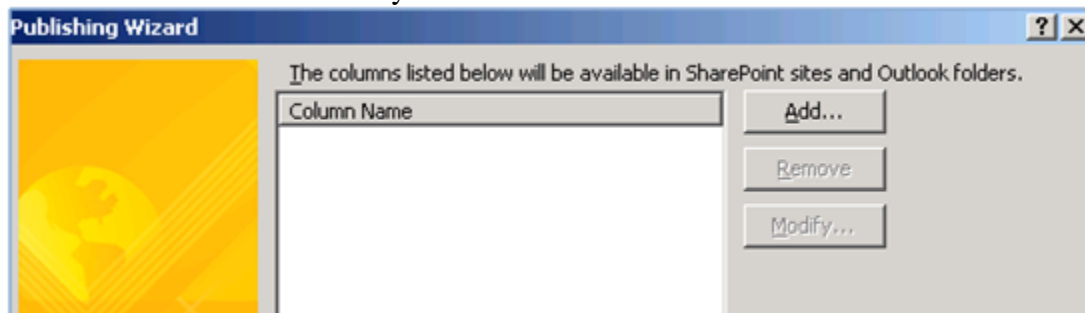 Publishing Wizard
The columns listed below will be available in SharePoint sites and Outlook folders.
Column Name
Add...
Remove
Modify...